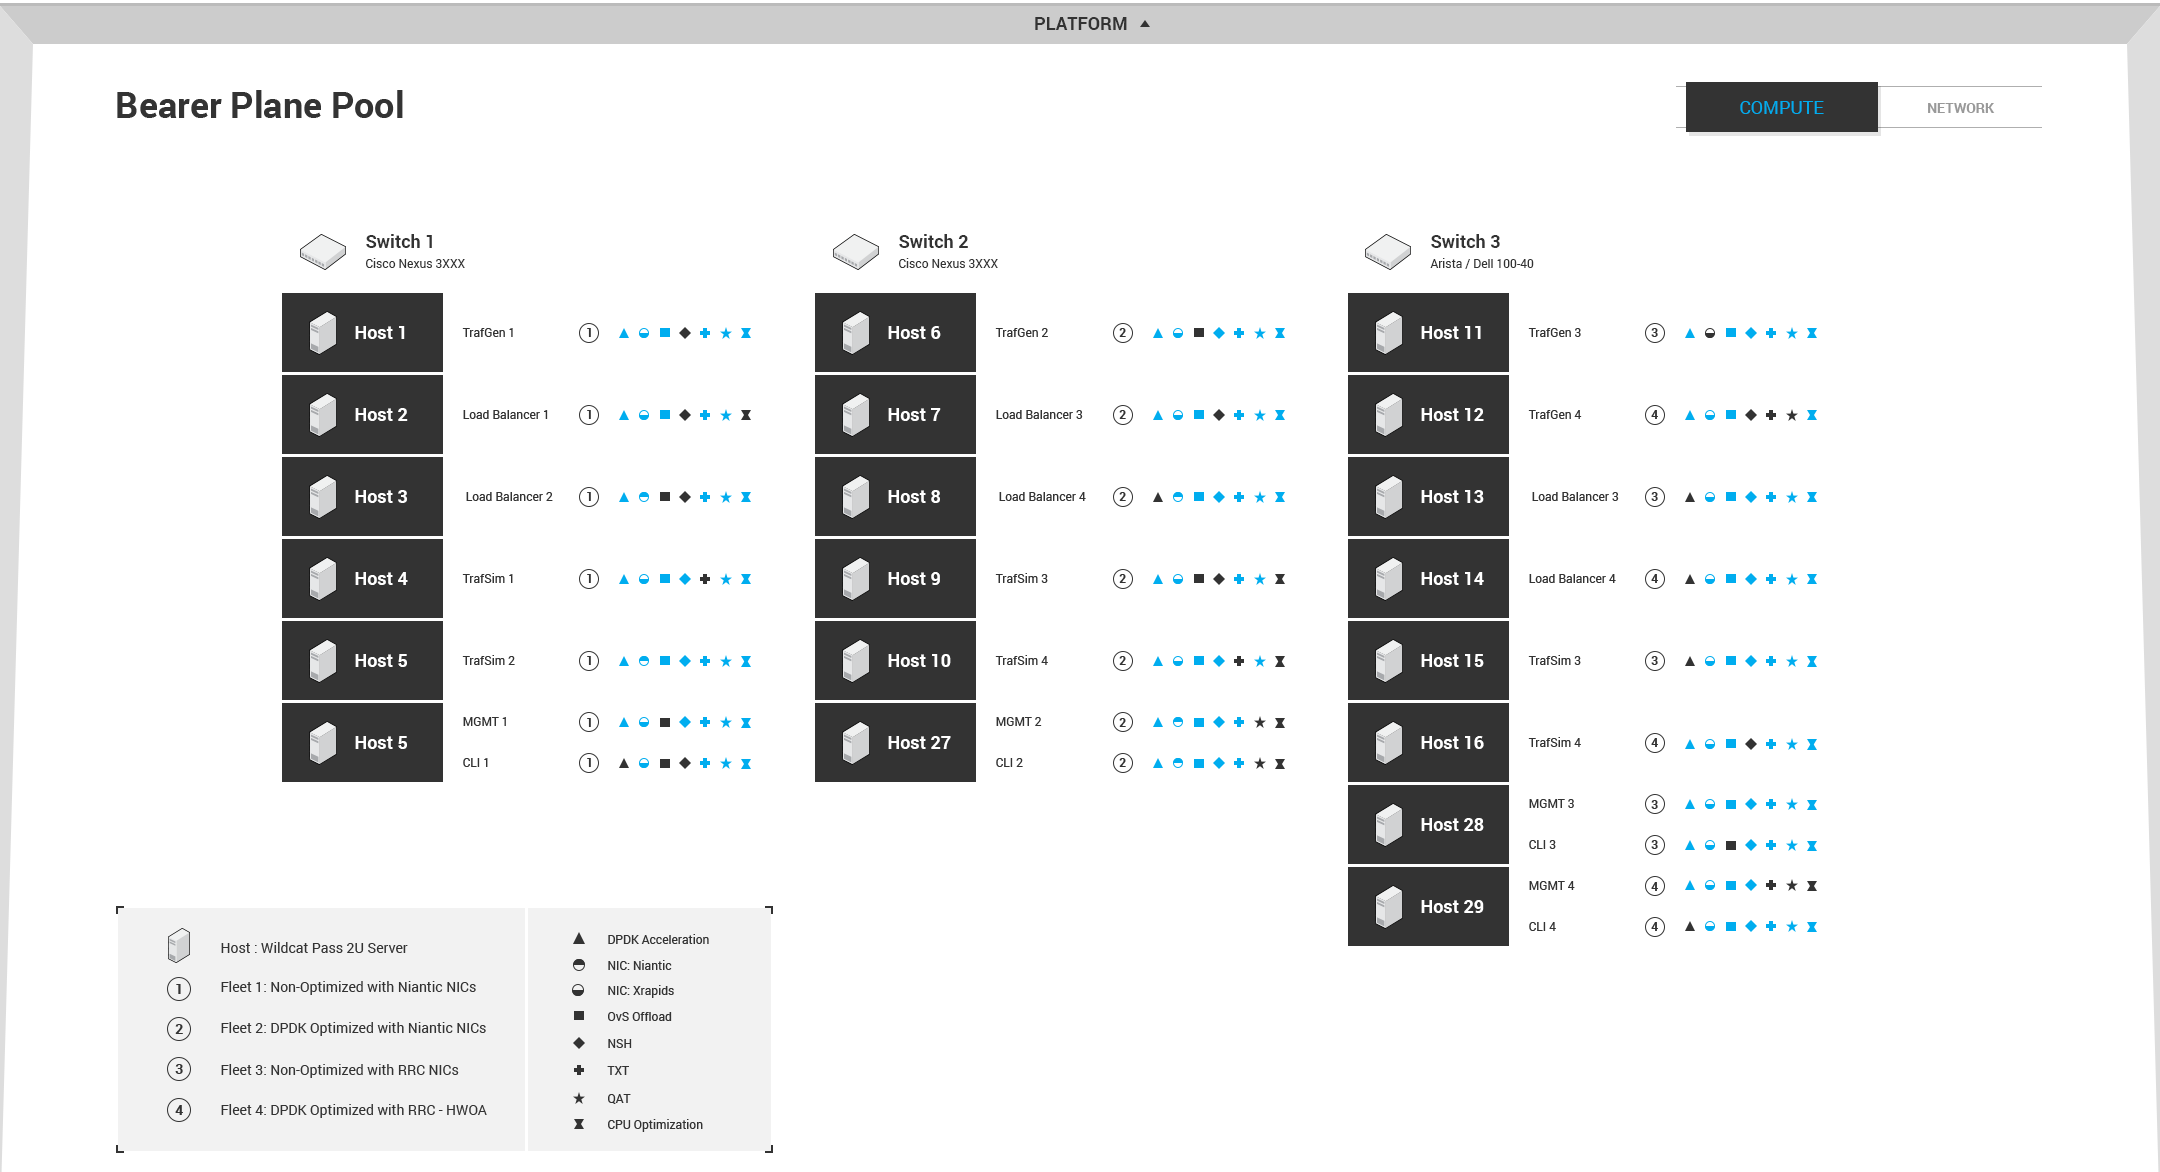 PLATFORM
Bearer Plane Pool
COMPUTE
NETWORK
Switch 1
Cisco Nexus 3XXX
Host 1
TrafGen 1
1
Host 2
Load Balancer 1
1
Host 3
Load Balancer 2
1
Host 4
TrafSim 1
1
Host 5
TrafSim 2
1
Host 5
MGMT 1
1
CLI 1
1
Switch 2
Cisco Nexus 3XXX
Host 6
TrafGen 2
2
Host 7
Load Balancer 3
2
Host 8
Load Balancer 4
2
Host 9
TrafSim 3
2
Host 10
TrafSim 4
2
Host 27
MGMT 2
2
CLI 2
2
Switch 3
Arista / Dell 100-40
Host 11
TrafGen 3
3
Host 12
TrafGen 4
4
Host 13
Load Balancer 3
3
Host 14
Load Balancer 4
4
Host 15
TrafSim 3
3
Host 16
TrafSim 4
4
Host 28
MGMT 3
3
CLI 3
3
Host 29
MGMT 4
4
CLI 4
4
Host : Wildcat Pass 2U Server
1 Fleet 1: Non-Optimized with Niantic NICs
2 Fleet 2: DPDK Optimized with Niantic NICs
3 Fleet 3: Non-Optimized with RRC NICs
4 Fleet 4: DPDK Optimized with RRC - HWOA
DPDK Acceleration
NIC: Niantic
NIC: Xrapids
OvS Offload
NSH
TXT
QAT
CPU Optimization